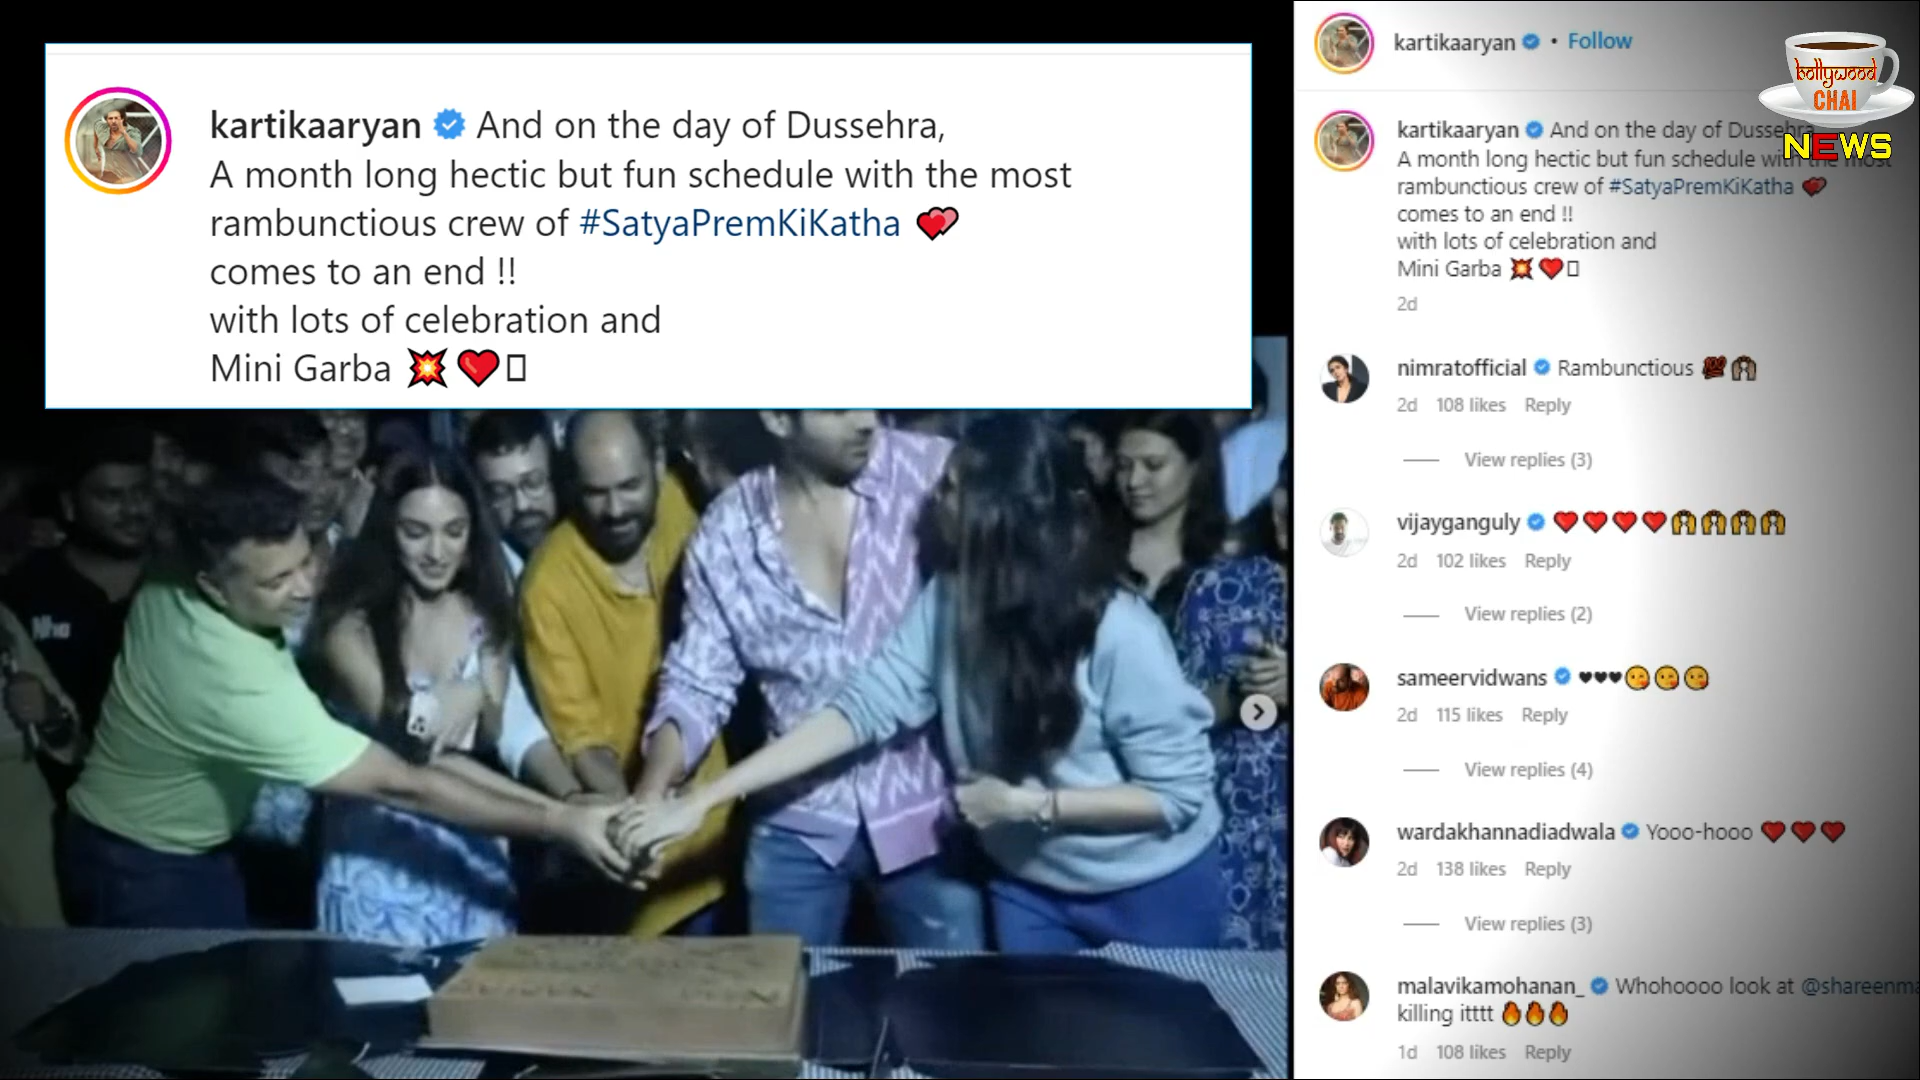 kartikaaryan And on the day of Dussehra,
A month long hectic but fun schedule with the most
rambunctious crew of #SatyaPremKiKatha
comes to an end !!
with lots of celebration and
Mini Garba
kartikaaryan • Follow
bollywood
CHAI
NEWS
kartikaaryan And on the day of Dussehra,
A month long hectic but fun schedule with the most
rambunctious crew of #SatyaPremKiKatha
comes to an end !!
with lots of celebration and
Mini Garba
2d
nimratofficial Rambunctious 💯
2d 108 likes Reply
View replies (3)
vijayganguly
2d 102 likes Reply
View replies (2)
sameervidwans
2d 115 likes Reply
View replies (4)
wardakhannadiadwala Yooo-hooo
2d 138 likes Reply
View replies (3)
malavikamohanan_ Whohoooo look at @shareenma
killing itttt
1d 108 likes Reply